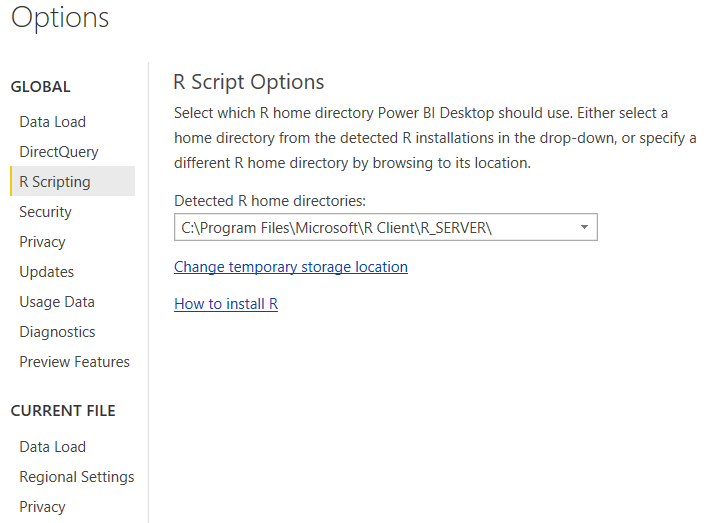 Options
GLOBAL
Data Load
DirectQuery
R Scripting
Security
Privacy
Updates
Usage Data
Diagnostics
Preview Features
CURRENT FILE
Data Load
Regional Settings
Privacy
R Script Options
Select which R home directory Power BI Desktop should use. Either select a
home directory from the detected R installations in the drop-down, or specify a
different R home directory by browsing to its location.
Detected R home directories:
C:\Program Files\Microsoft\R Client\R_SERVER\
Change temporary storage location
How to install R